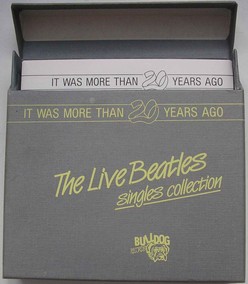 IT WAS MORE THAN 20 YEARS AGO
IT WAS MORE THAN 20 YEARS AGO
The Live Beatles
singles collection
BULLDOG
RECORDS